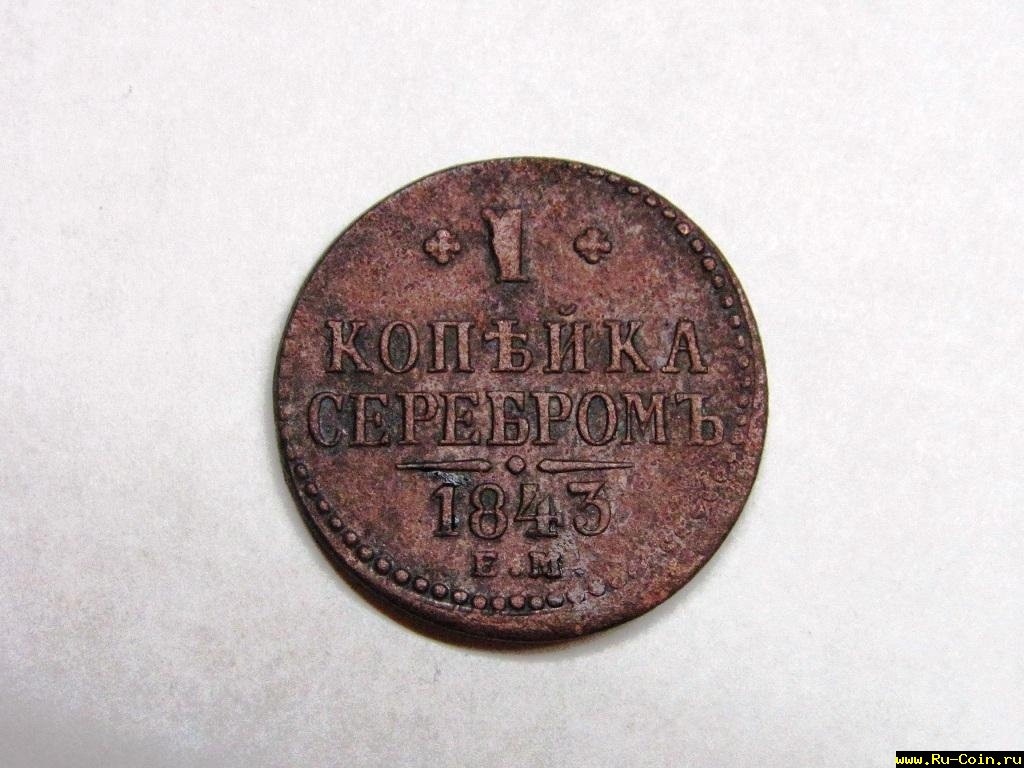 1
КОПѢЙКА
СЕРЕБРОМЪ.
1843
Е.М.
www.Ru-Coin.ru